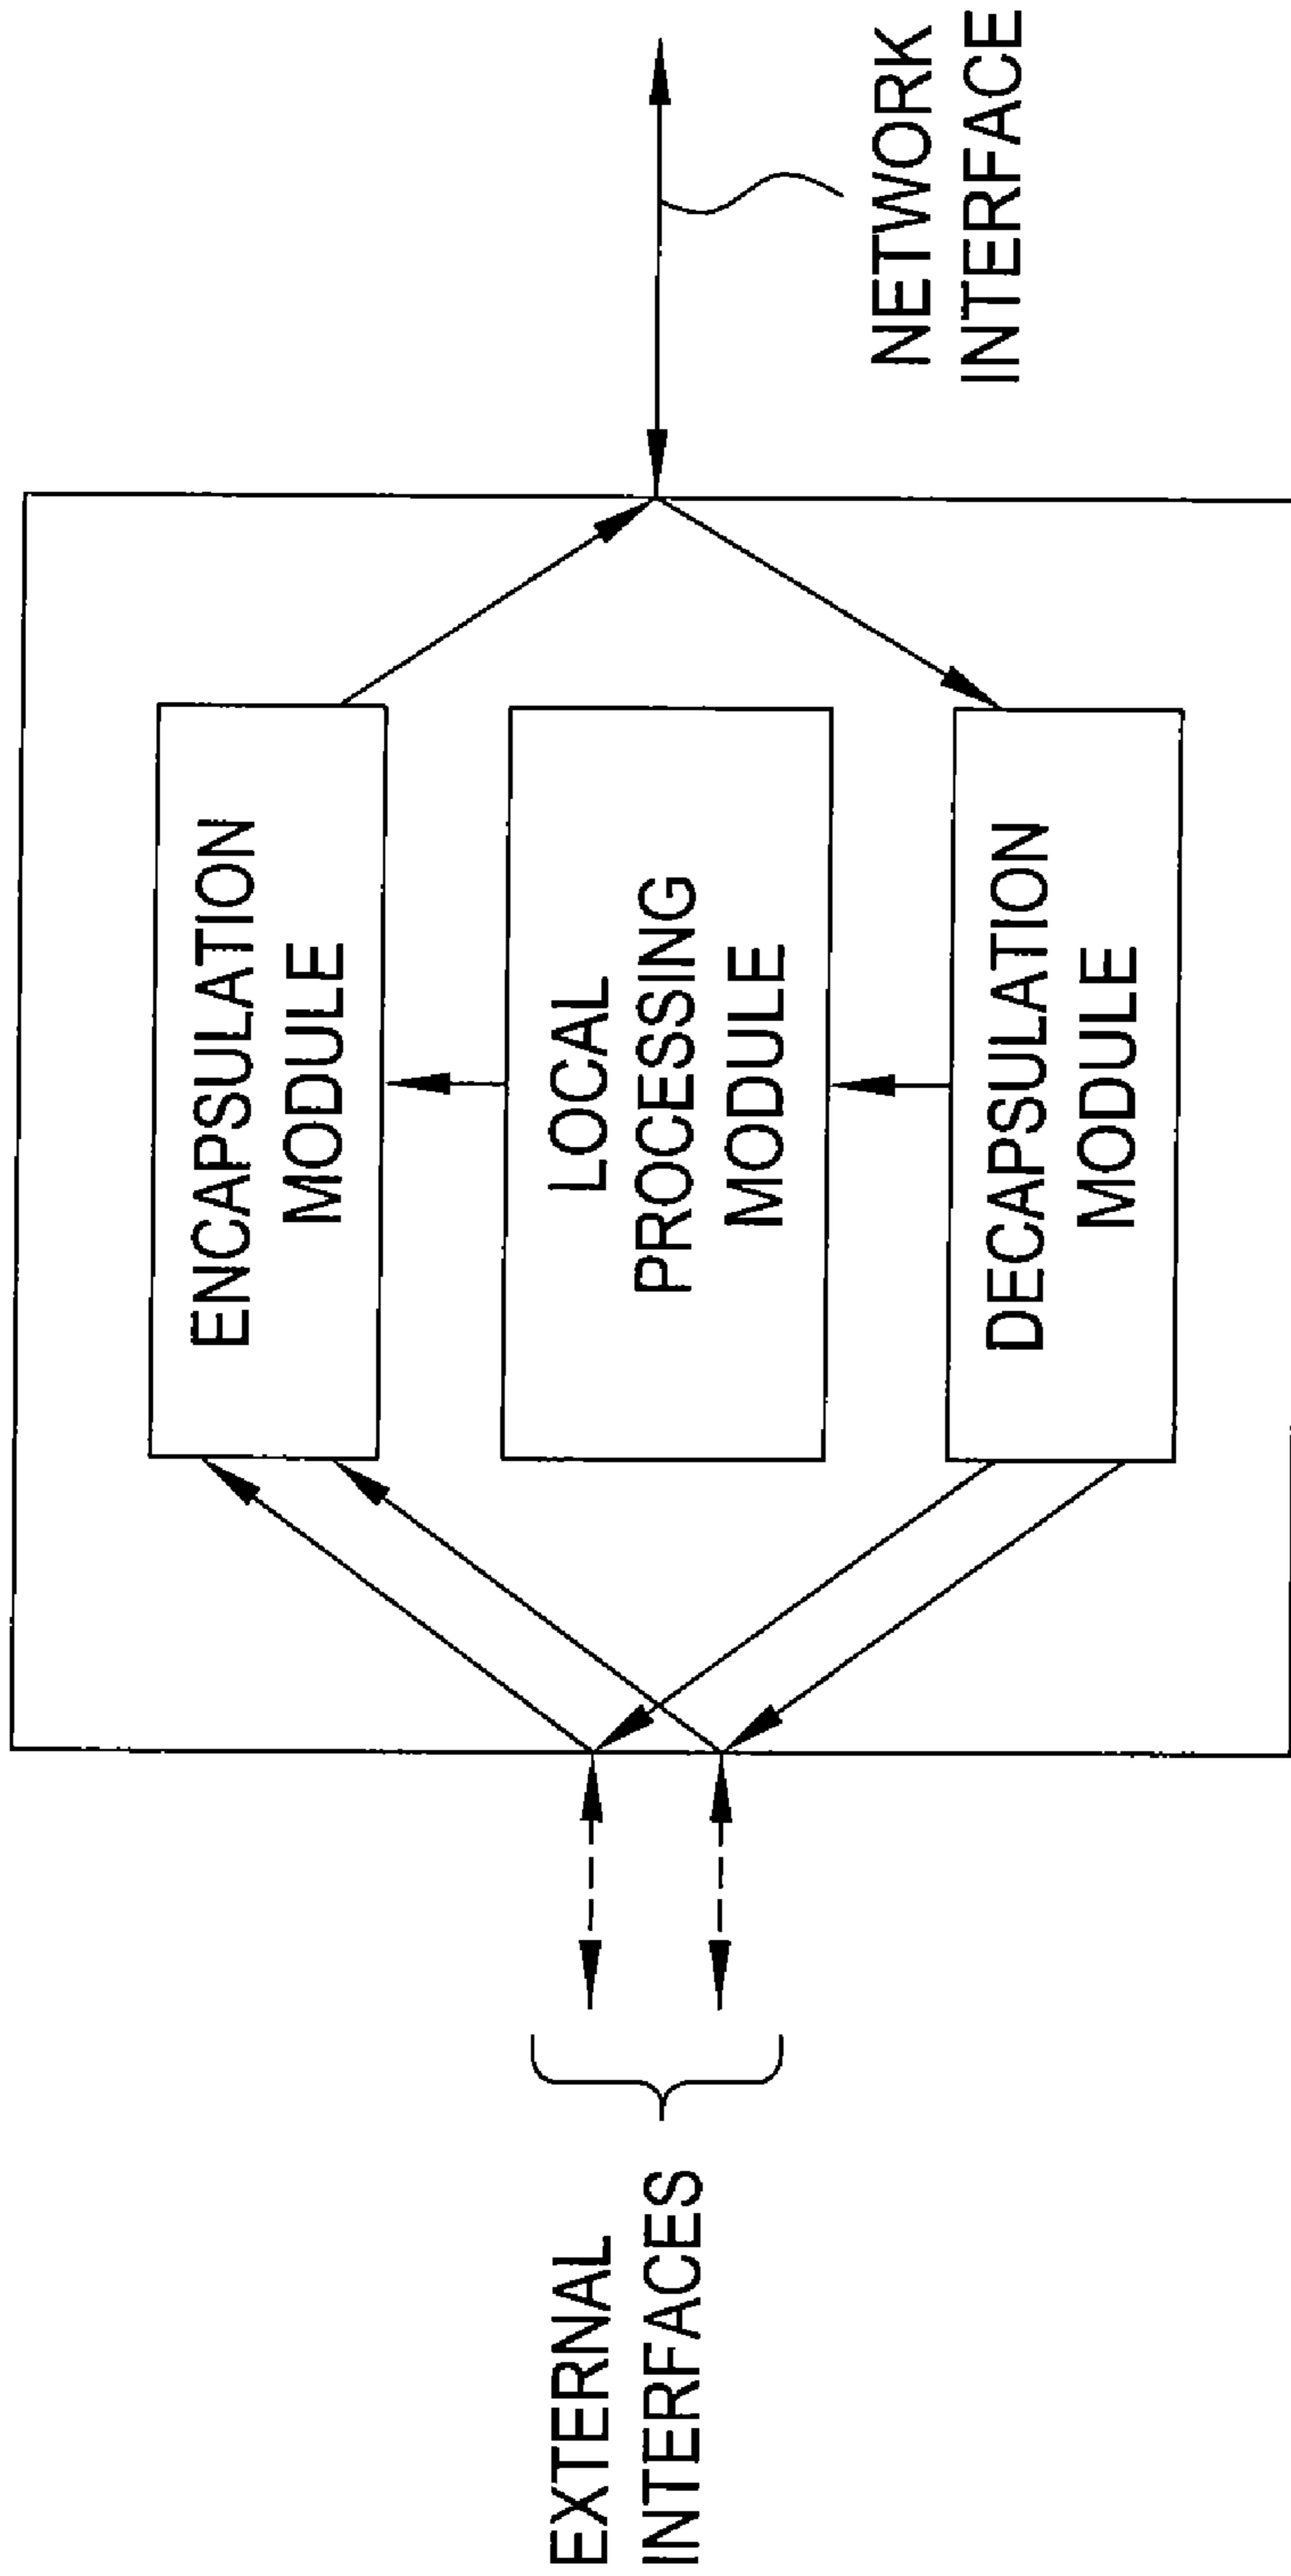 ENCAPSULATION
MODULE
LOCAL
PROCESSING
MODULE
DECAPSULATION
MODULE
EXTERNAL
INTERFACES
NETWORK
INTERFACE